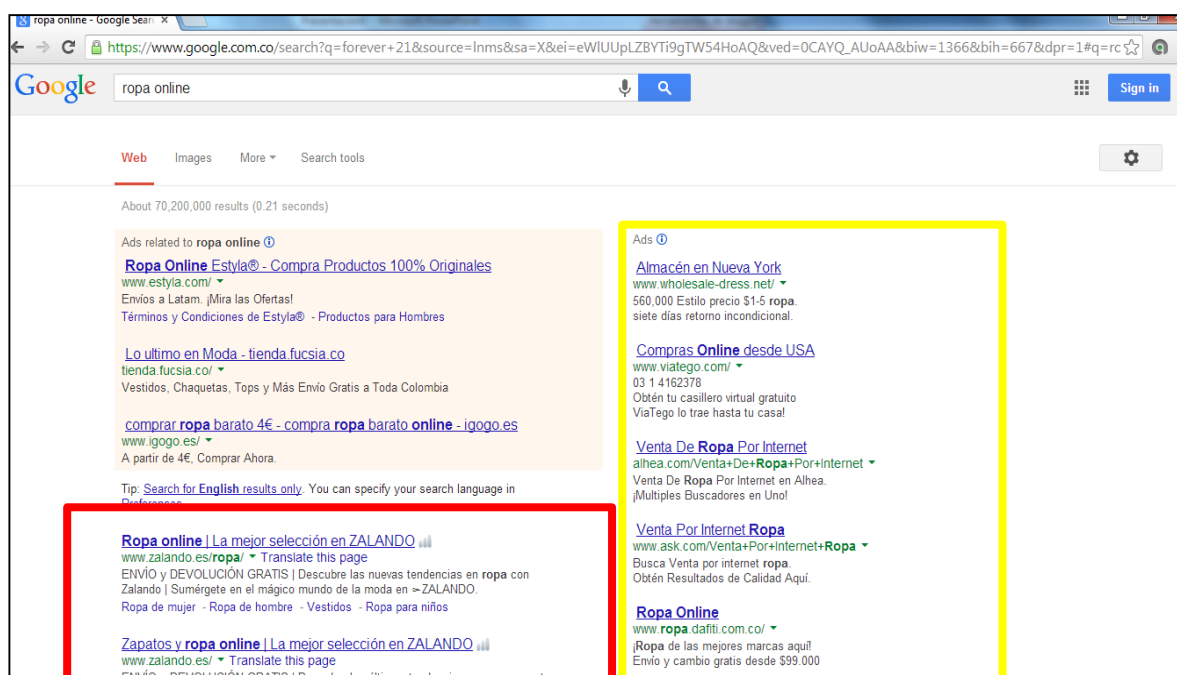 ropa online - Google Sear
https://www.google.com.co/search?q=forever+21&source=lnms&sa=X&ei=eWlUUpLZBYTi9gTW54HoAQ&ved=0CAYQ_AUoAA&biw=1366&bih=667&dpr=1#q=rc
Google
ropa online
Sign in
Web Images More Search tools
About 70,200,000 results (0.21 seconds)
Ads related to ropa online
Ropa Online Estyla® - Compra Productos 100% Originales
www.estyla.com/
Envíos a Latam. ¡Mira las Ofertas!
Términos y Condiciones de Estyla® - Productos para Hombres
Lo ultimo en Moda - tienda.fucsia.co
tienda.fucsia.co/
Vestidos, Chaquetas, Tops y Más Envío Gratis a Toda Colombia
comprar ropa barato 4€ - compra ropa barato online - igogo.es
www.igogo.es/
A partir de 4€, Comprar Ahora.
Tip: Search for English results only. You can specify your search language in
Preferences
Ropa online | La mejor selección en ZALANDO
www.zalando.es/ropa/ Translate this page
ENVÍO y DEVOLUCIÓN GRATIS | Descubre las nuevas tendencias en ropa con
Zalando | Sumérgete en el mágico mundo de la moda en ➣ZALANDO.
Ropa de mujer - Ropa de hombre - Vestidos - Ropa para niños
Zapatos y ropa online | La mejor selección en ZALANDO
www.zalando.es/ Translate this page
Ads
Almacén en Nueva York
www.wholesale-dress.net/
560,000 Estilo precio $1-5 ropa.
siete días retorno incondicional.
Compras Online desde USA
www.viatego.com/
03 1 4162378
Obtén tu casillero virtual gratuito
ViaTego lo trae hasta tu casa!
Venta De Ropa Por Internet
alhea.com/Venta+De+Ropa+Por+Internet
Venta De Ropa Por Internet en Alhea.
¡Multiples Buscadores en Uno!
Venta Por Internet Ropa
www.ask.com/Venta+Por+Internet+Ropa
Busca Venta por internet ropa.
Obtén Resultados de Calidad Aquí.
Ropa Online
www.ropa.dafiti.com.co/
¡Ropa de las mejores marcas aquí!
Envío y cambio gratis desde $99.000